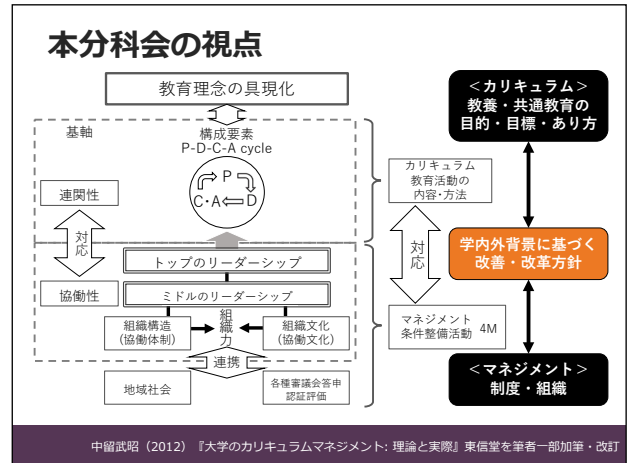 本分科会の視点
教育理念の具現化
基軸
構成要素
P-D-C-A cycle
P
C・A
D
連関性
対応
協働性
トップのリーダーシップ
ミドルのリーダーシップ
組織構造
(協働体制)
組織力
組織文化
(協働文化)
連携
地域社会
各種審議会答申
認証評価
カリキュラム
教育活動の
内容・方法
対応
マネジメント
条件整備活動 4M
<カリキュラム>
教養・共通教育の
目的・目標・あり方
学内外背景に基づく
改善・改革方針
<マネジメント>
制度・組織
中留武昭（2012）『大学のカリキュラムマネジメント: 理論と実際』東信堂を筆者一部加筆・改訂